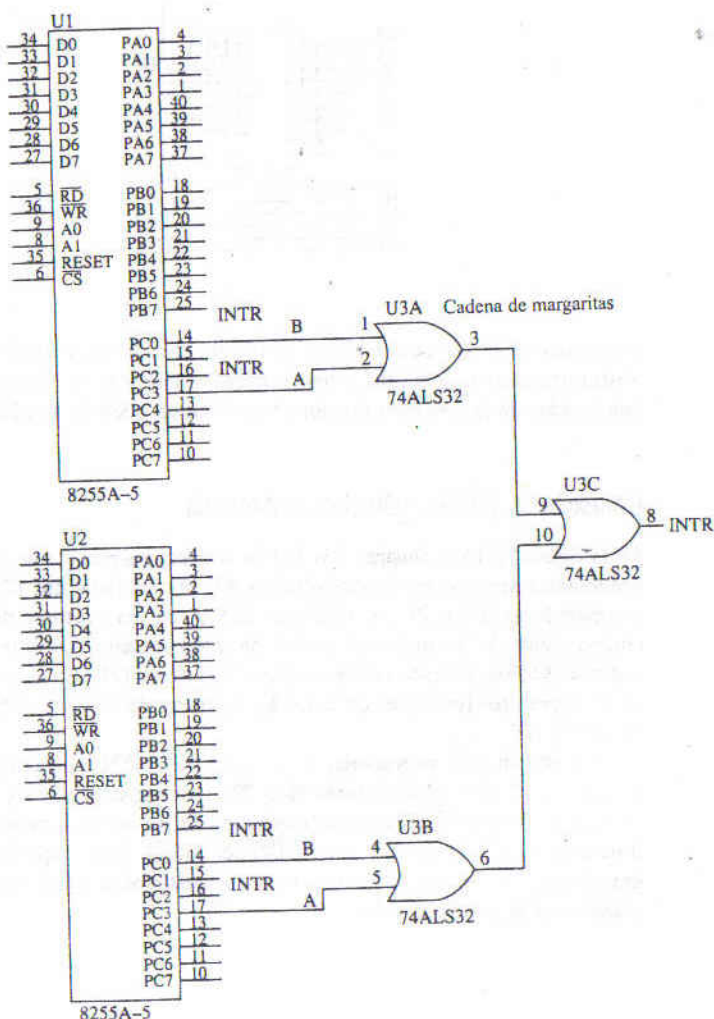 U1
34 D0 PA0 4
33 D1 PA1 3
32 D2 PA2 2
31 D3 PA3 1
30 D4 PA4 40
29 D5 PA5 39
28 D6 PA6 38
27 D7 PA7 37
5 RD PB0 18
36 WR PB1 19
9 A0 PB2 20
8 A1 PB3 21
35 RESET PB4 22
6 CS PB5 23
PB6 24
PB7 25
INTR
PC0 14 B 1
PC1 15 INTR 2
PC2 16
PC3 17 A
PC4 13
PC5 12
PC6 11
PC7 10
8255A-5
U3A Cadena de margaritas
3
74ALS32
U3C
9
10
8 INTR
74ALS32
U2
34 D0 PA0 4
33 D1 PA1 3
32 D2 PA2 2
31 D3 PA3 1
30 D4 PA4 40
29 D5 PA5 39
28 D6 PA6 38
27 D7 PA7 37
5 RD PB0 18
36 WR PB1 19
9 A0 PB2 20
8 A1 PB3 21
35 RESET PB4 22
6 CS PB5 23
PB6 24
PB7 25
INTR
PC0 14 B 4
PC1 15 INTR 5
PC2 16
PC3 17 A
PC4 13
PC5 12
PC6 11
PC7 10
8255A-5
U3B
6
74ALS32